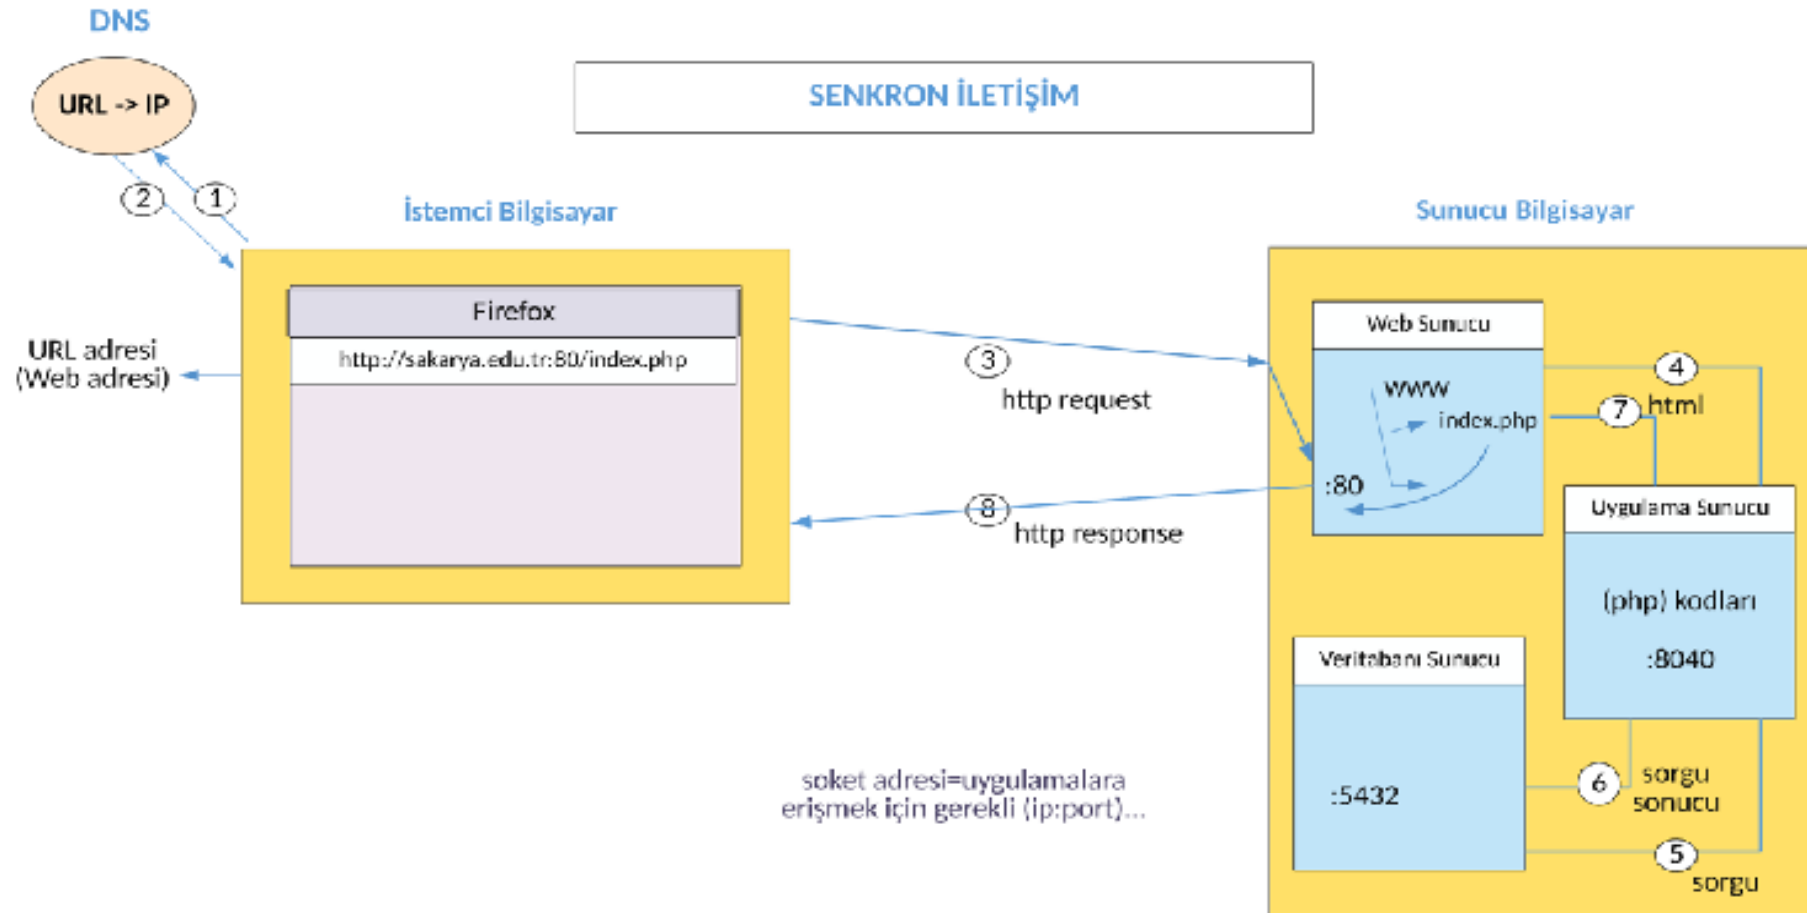 DNS
URL -> IP
SENKRON İLETİŞİM
2
1
İstemci Bilgisayar
Sunucu Bilgisayar
Firefox
http://sakarya.edu.tr:80/index.php
URL adresi
(Web adresi)
3
http request
8
http response
Web Sunucu
www
index.php
:80
4
7
html
Uygulama Sunucu
(php) kodları
:8040
Veritabanı Sunucu
:5432
6
sorgu
sonucu
5
sorgu
soket adresi=uygulamalara
erişmek için gerekli (ip:port)...